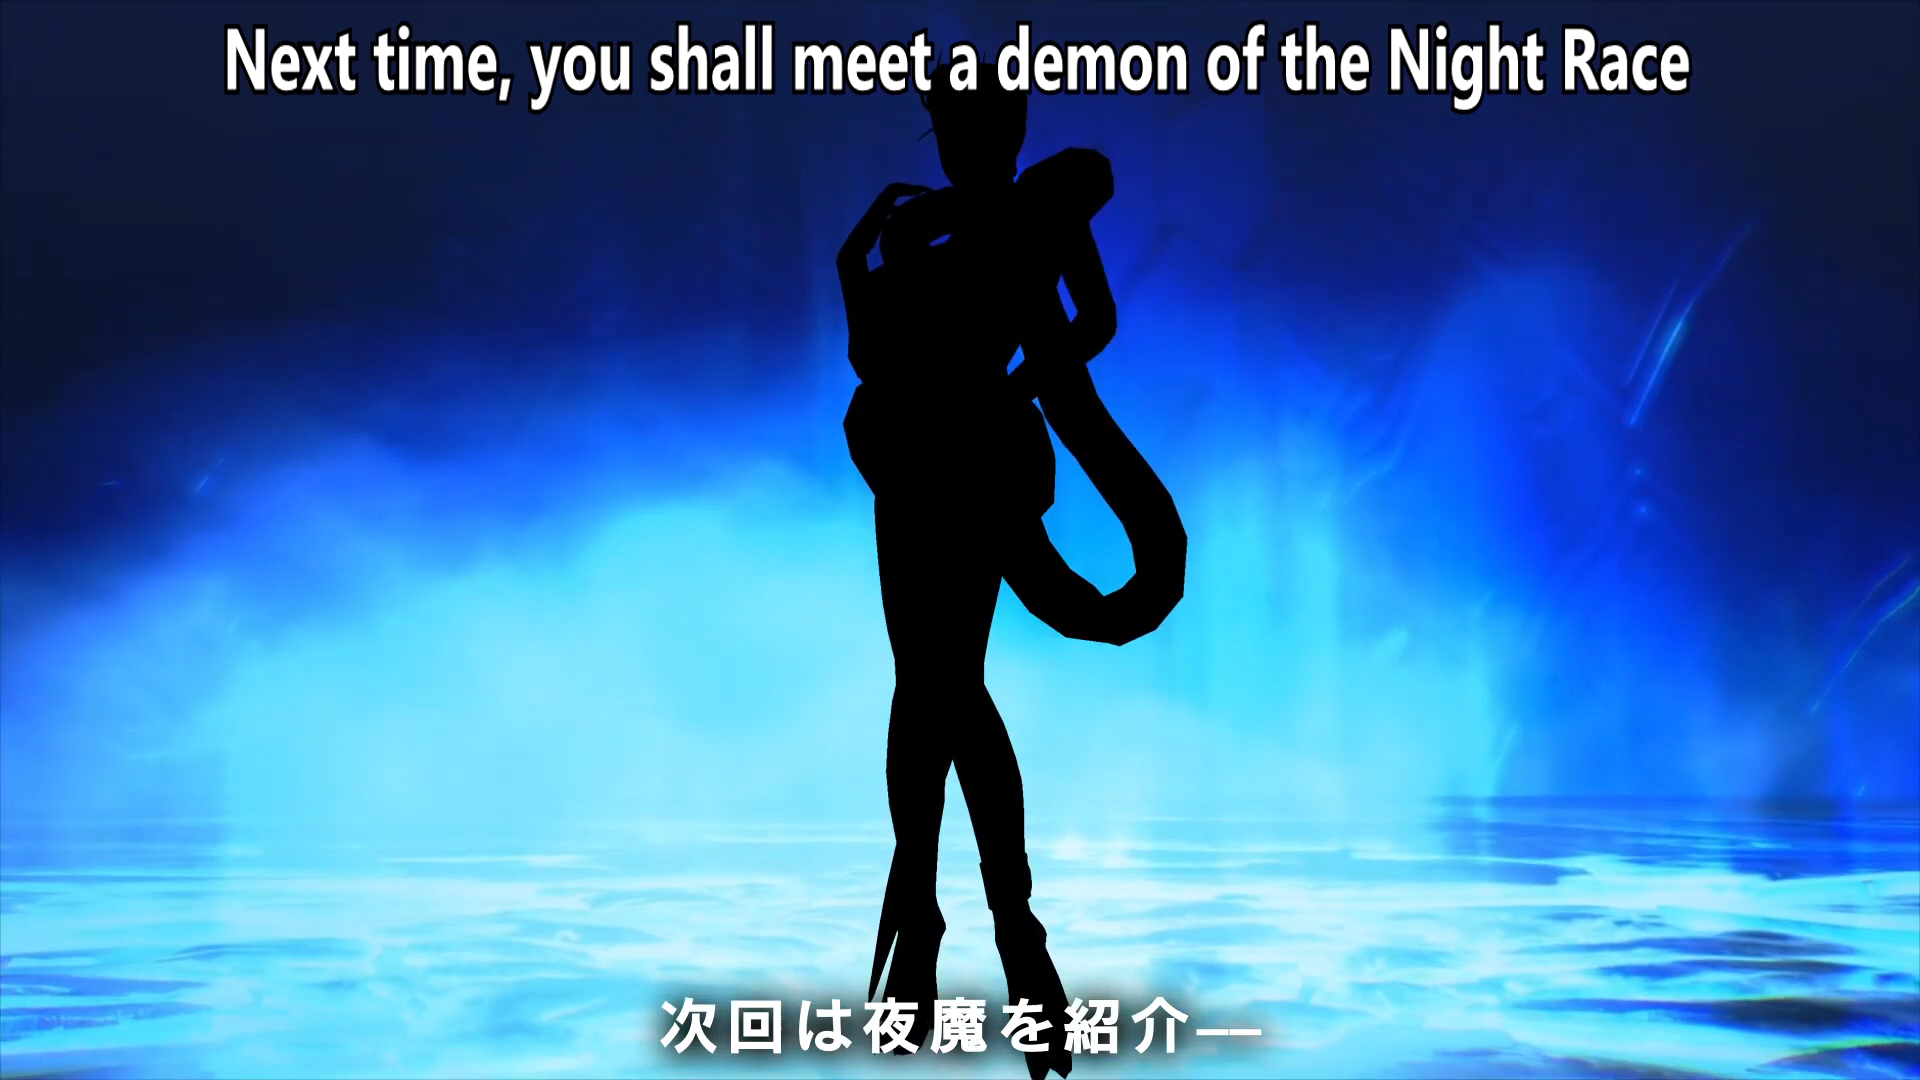 Next time, you shall meet a demon of the Night Race
次回は夜魔を紹介──